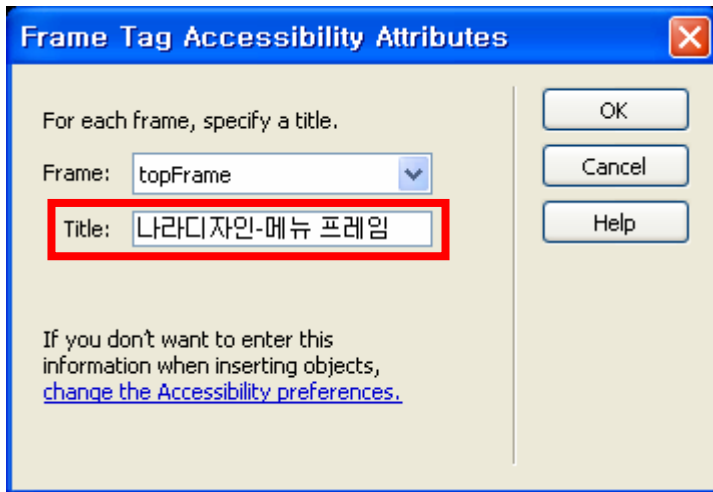 Frame Tag Accessibility Attributes
For each frame, specify a title.
Frame: topFrame
Title: 나라디자인-메뉴 프레임
If you don't want to enter this
information when inserting objects,
change the Accessibility preferences.
OK
Cancel
Help